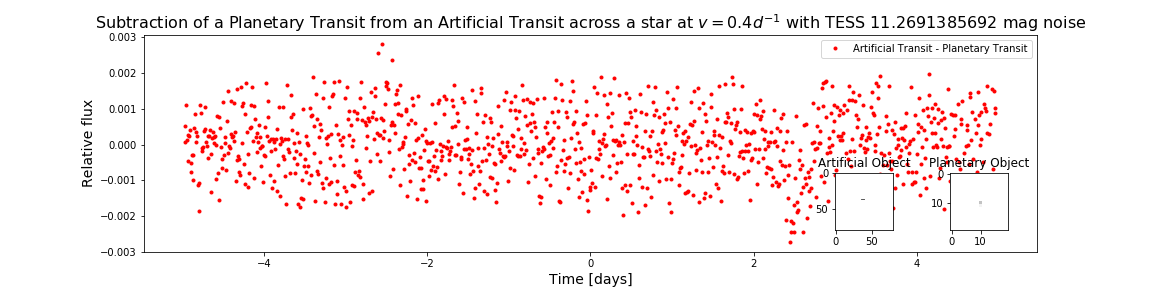 Subtraction of a Planetary Transit from an Artificial Transit across a star at v = 0.4d⁻¹ with TESS 11.2691385692 mag noise
Artificial Transit - Planetary Transit
Relative flux
0.003
0.002
0.001
0.000
−0.001
−0.002
−0.003
Artificial Object
0
50
0 50
Planetary Object
0
10
0 10
−4 −2 0 2 4
Time [days]